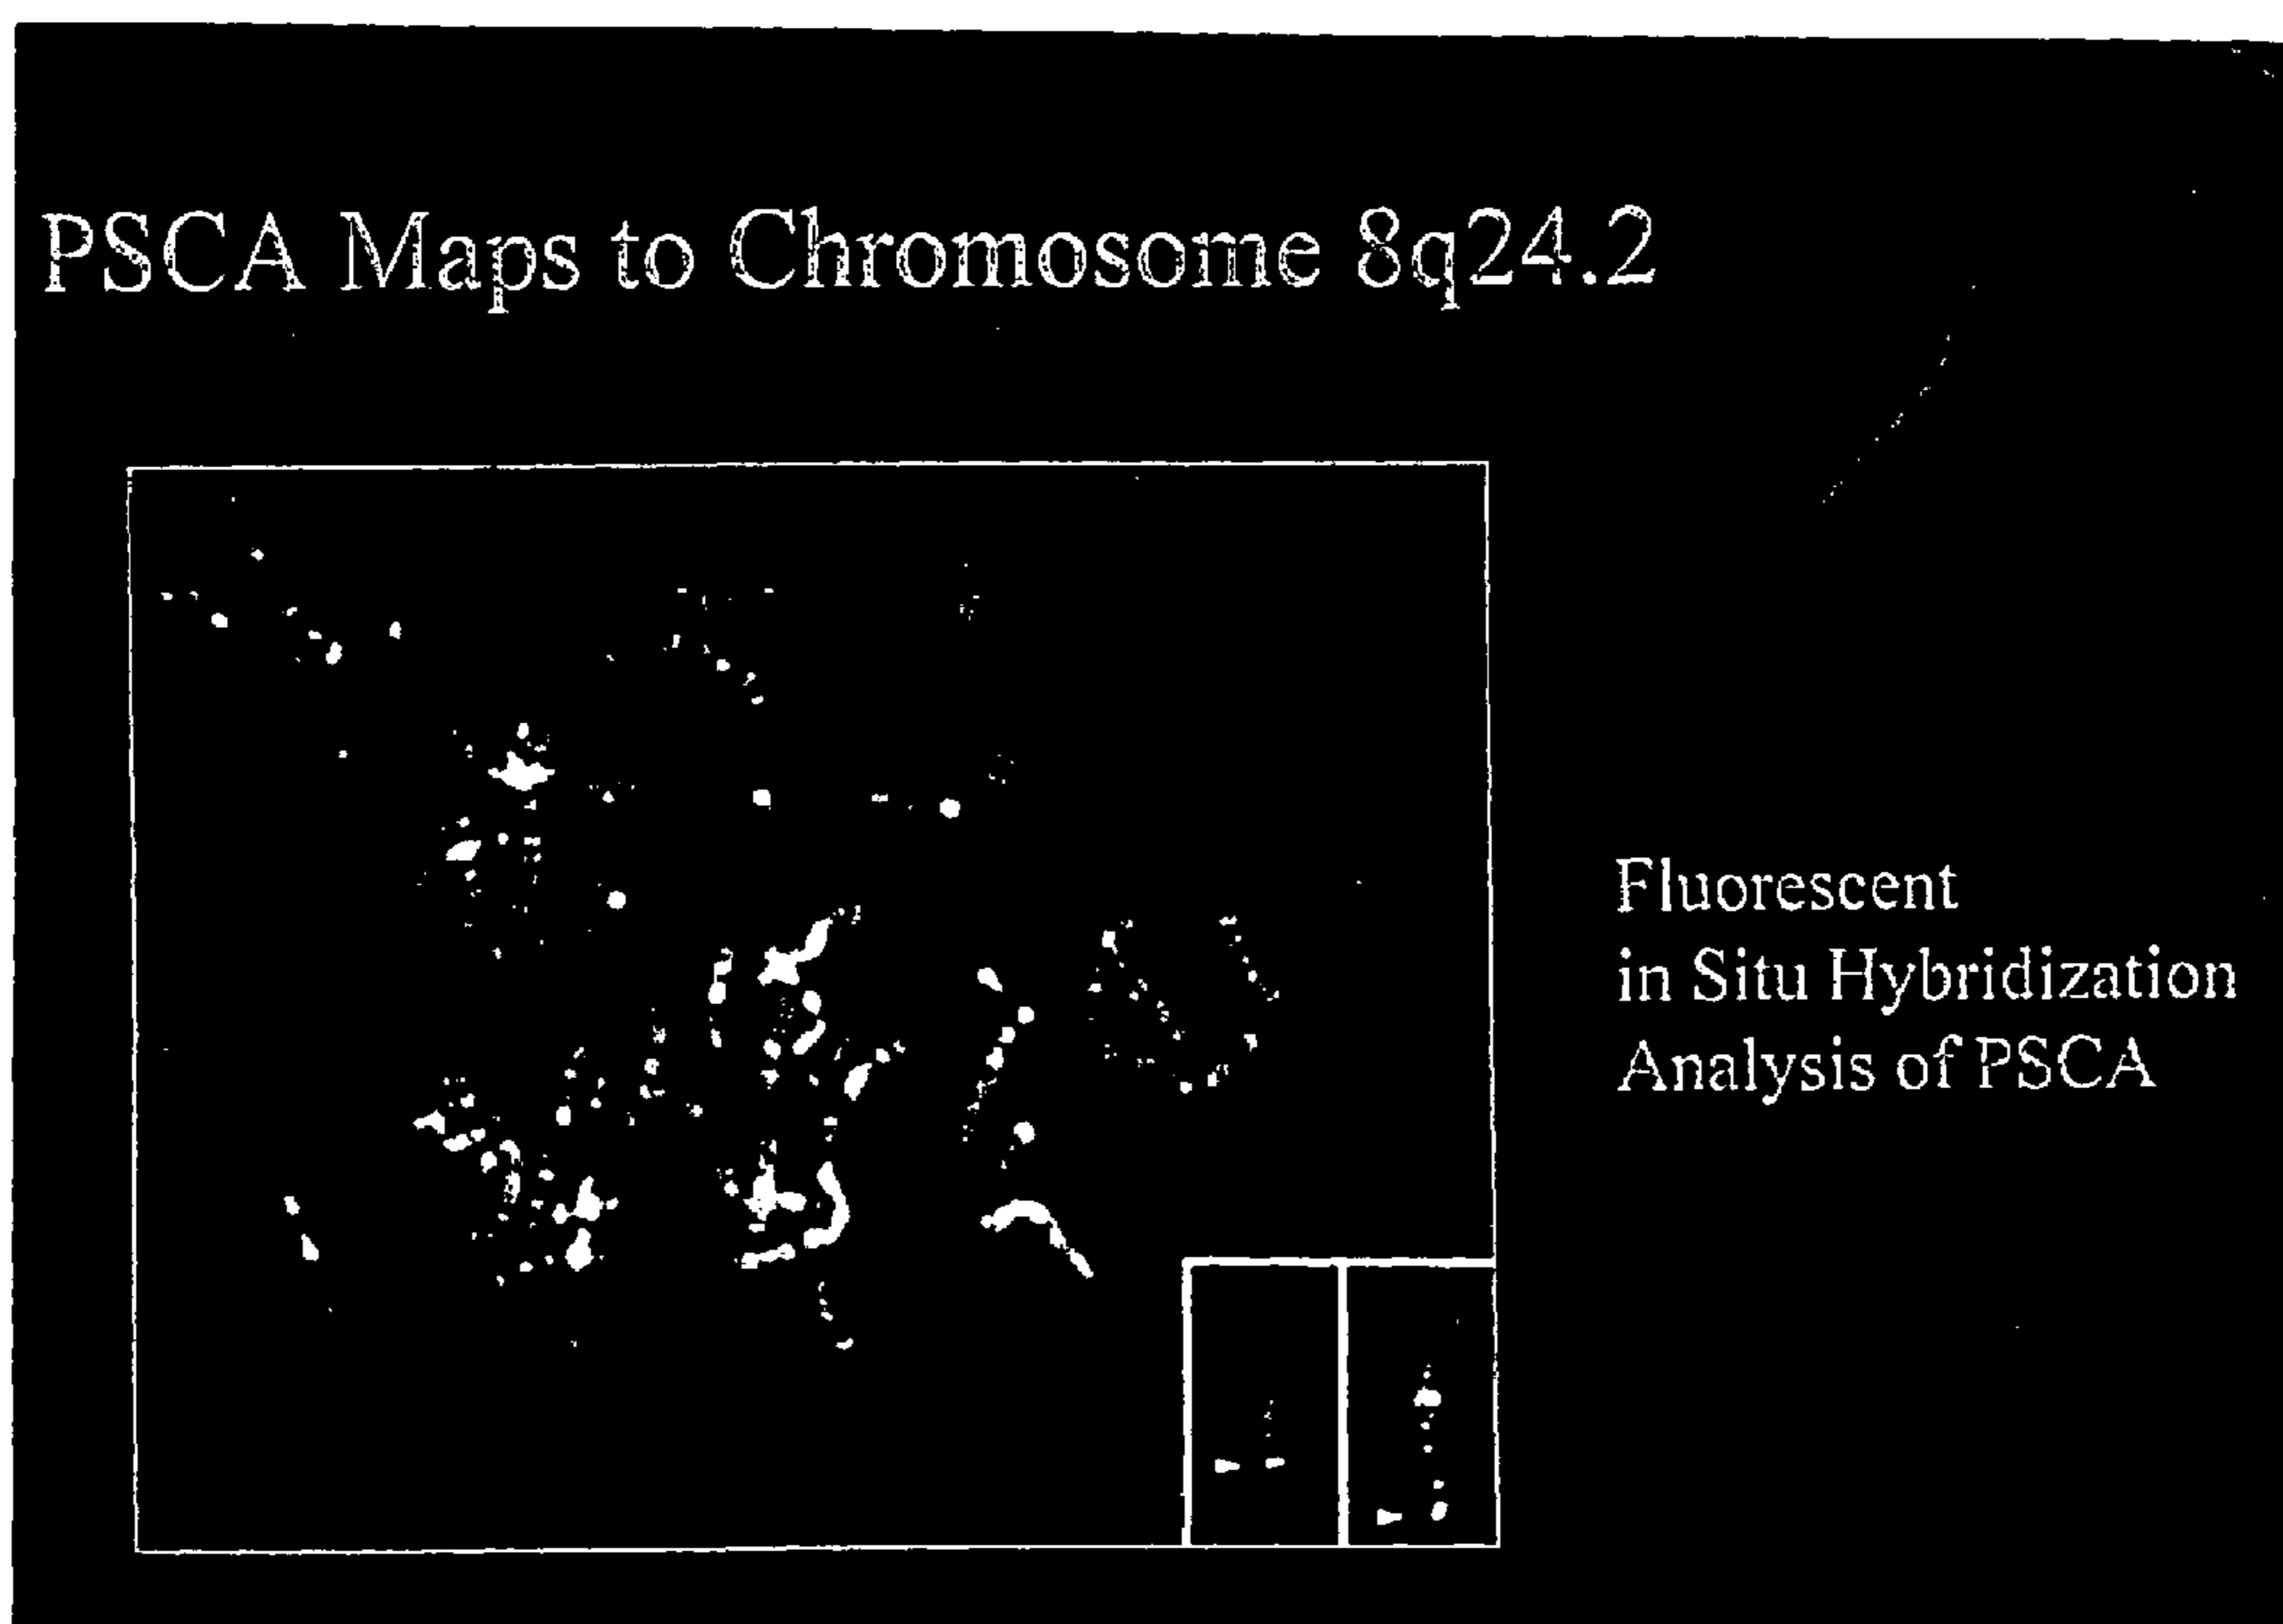 PSCA Maps to Chromosome 8q24.2
Fluorescent
in Situ Hybridization
Analysis of PSCA